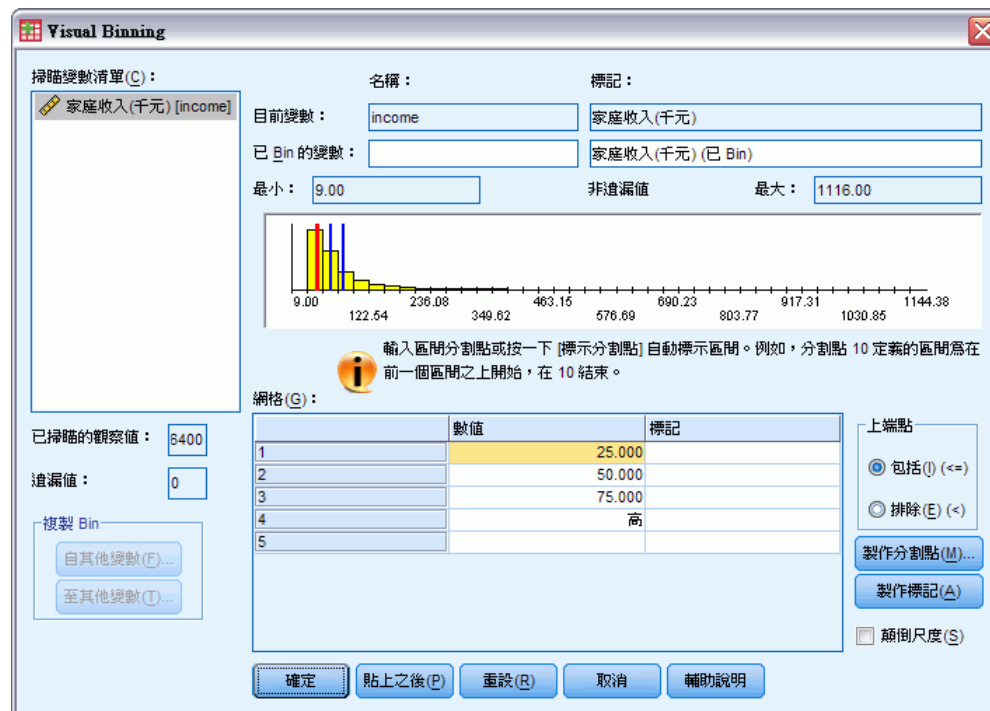 Visual Binning
掃瞄變數清單(C)：
家庭收入(千元) [income]
名稱：
標記：
目前變數：
income
家庭收入(千元)
已 Bin 的變數：
家庭收入(千元) (已 Bin)
最小：
9.00
非遺漏值
最大：
1116.00
9.00 236.08 463.15 690.23 917.31 1144.38
122.54 349.62 576.69 803.77 1030.85
輸入區間分割點或按一下 [標示分割點] 自動標示區間。例如，分割點 10 定義的區間為在
前一個區間之上開始，在 10 結束。
網格(G)：
數值 標記
1 25.000
2 50.000
3 75.000
4 高
5
已掃瞄的觀察值：
6400
遺漏值：
0
複製 Bin
自其他變數(F)...
至其他變數(T)...
上端點
包括(I) (<=)
排除(E) (<)
製作分割點(M)...
製作標記(A)
顛倒尺度(S)
確定
貼上之後(P)
重設(R)
取消
輔助說明